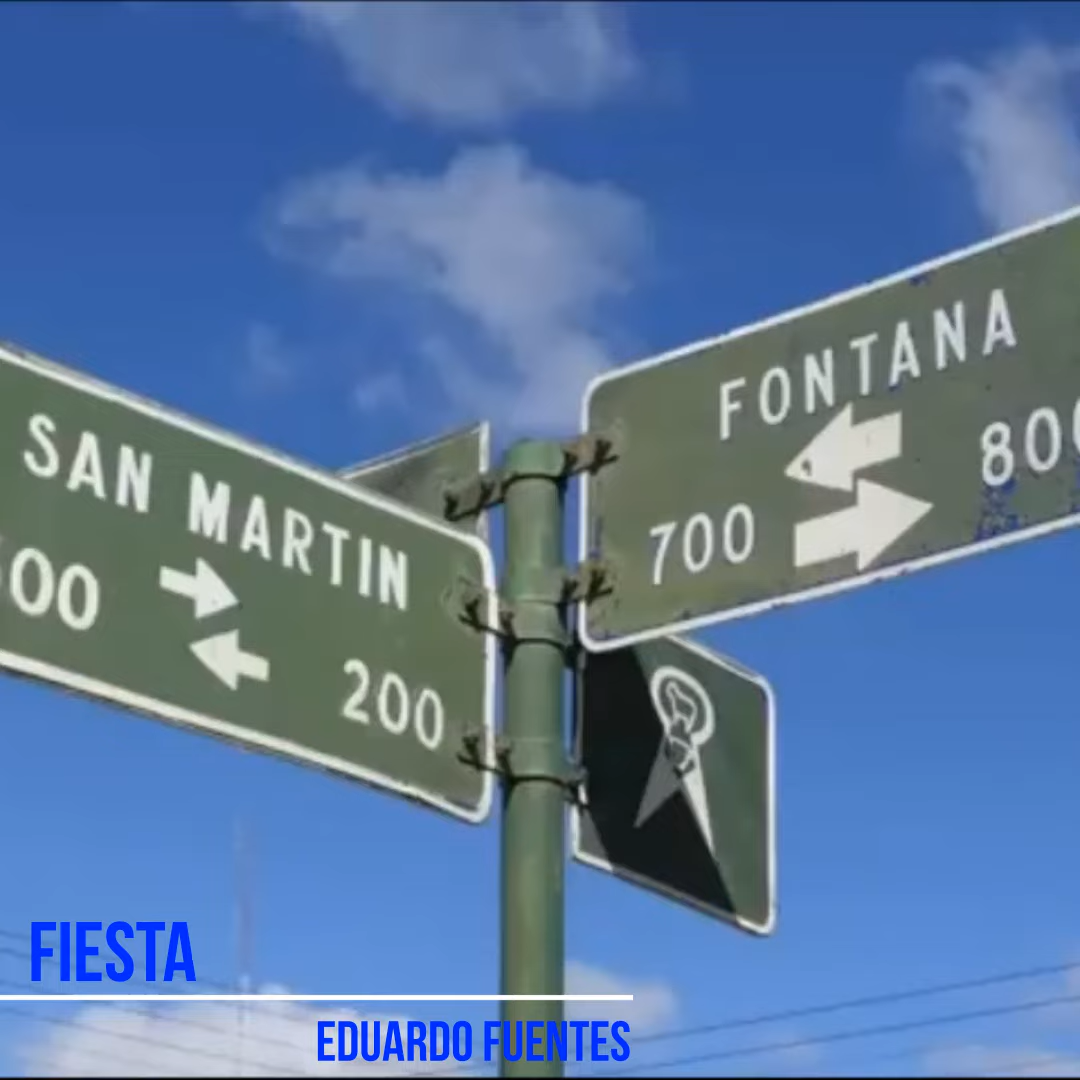 SAN MARTIN
200
FONTANA
700
FIESTA
EDUARDO FUENTES